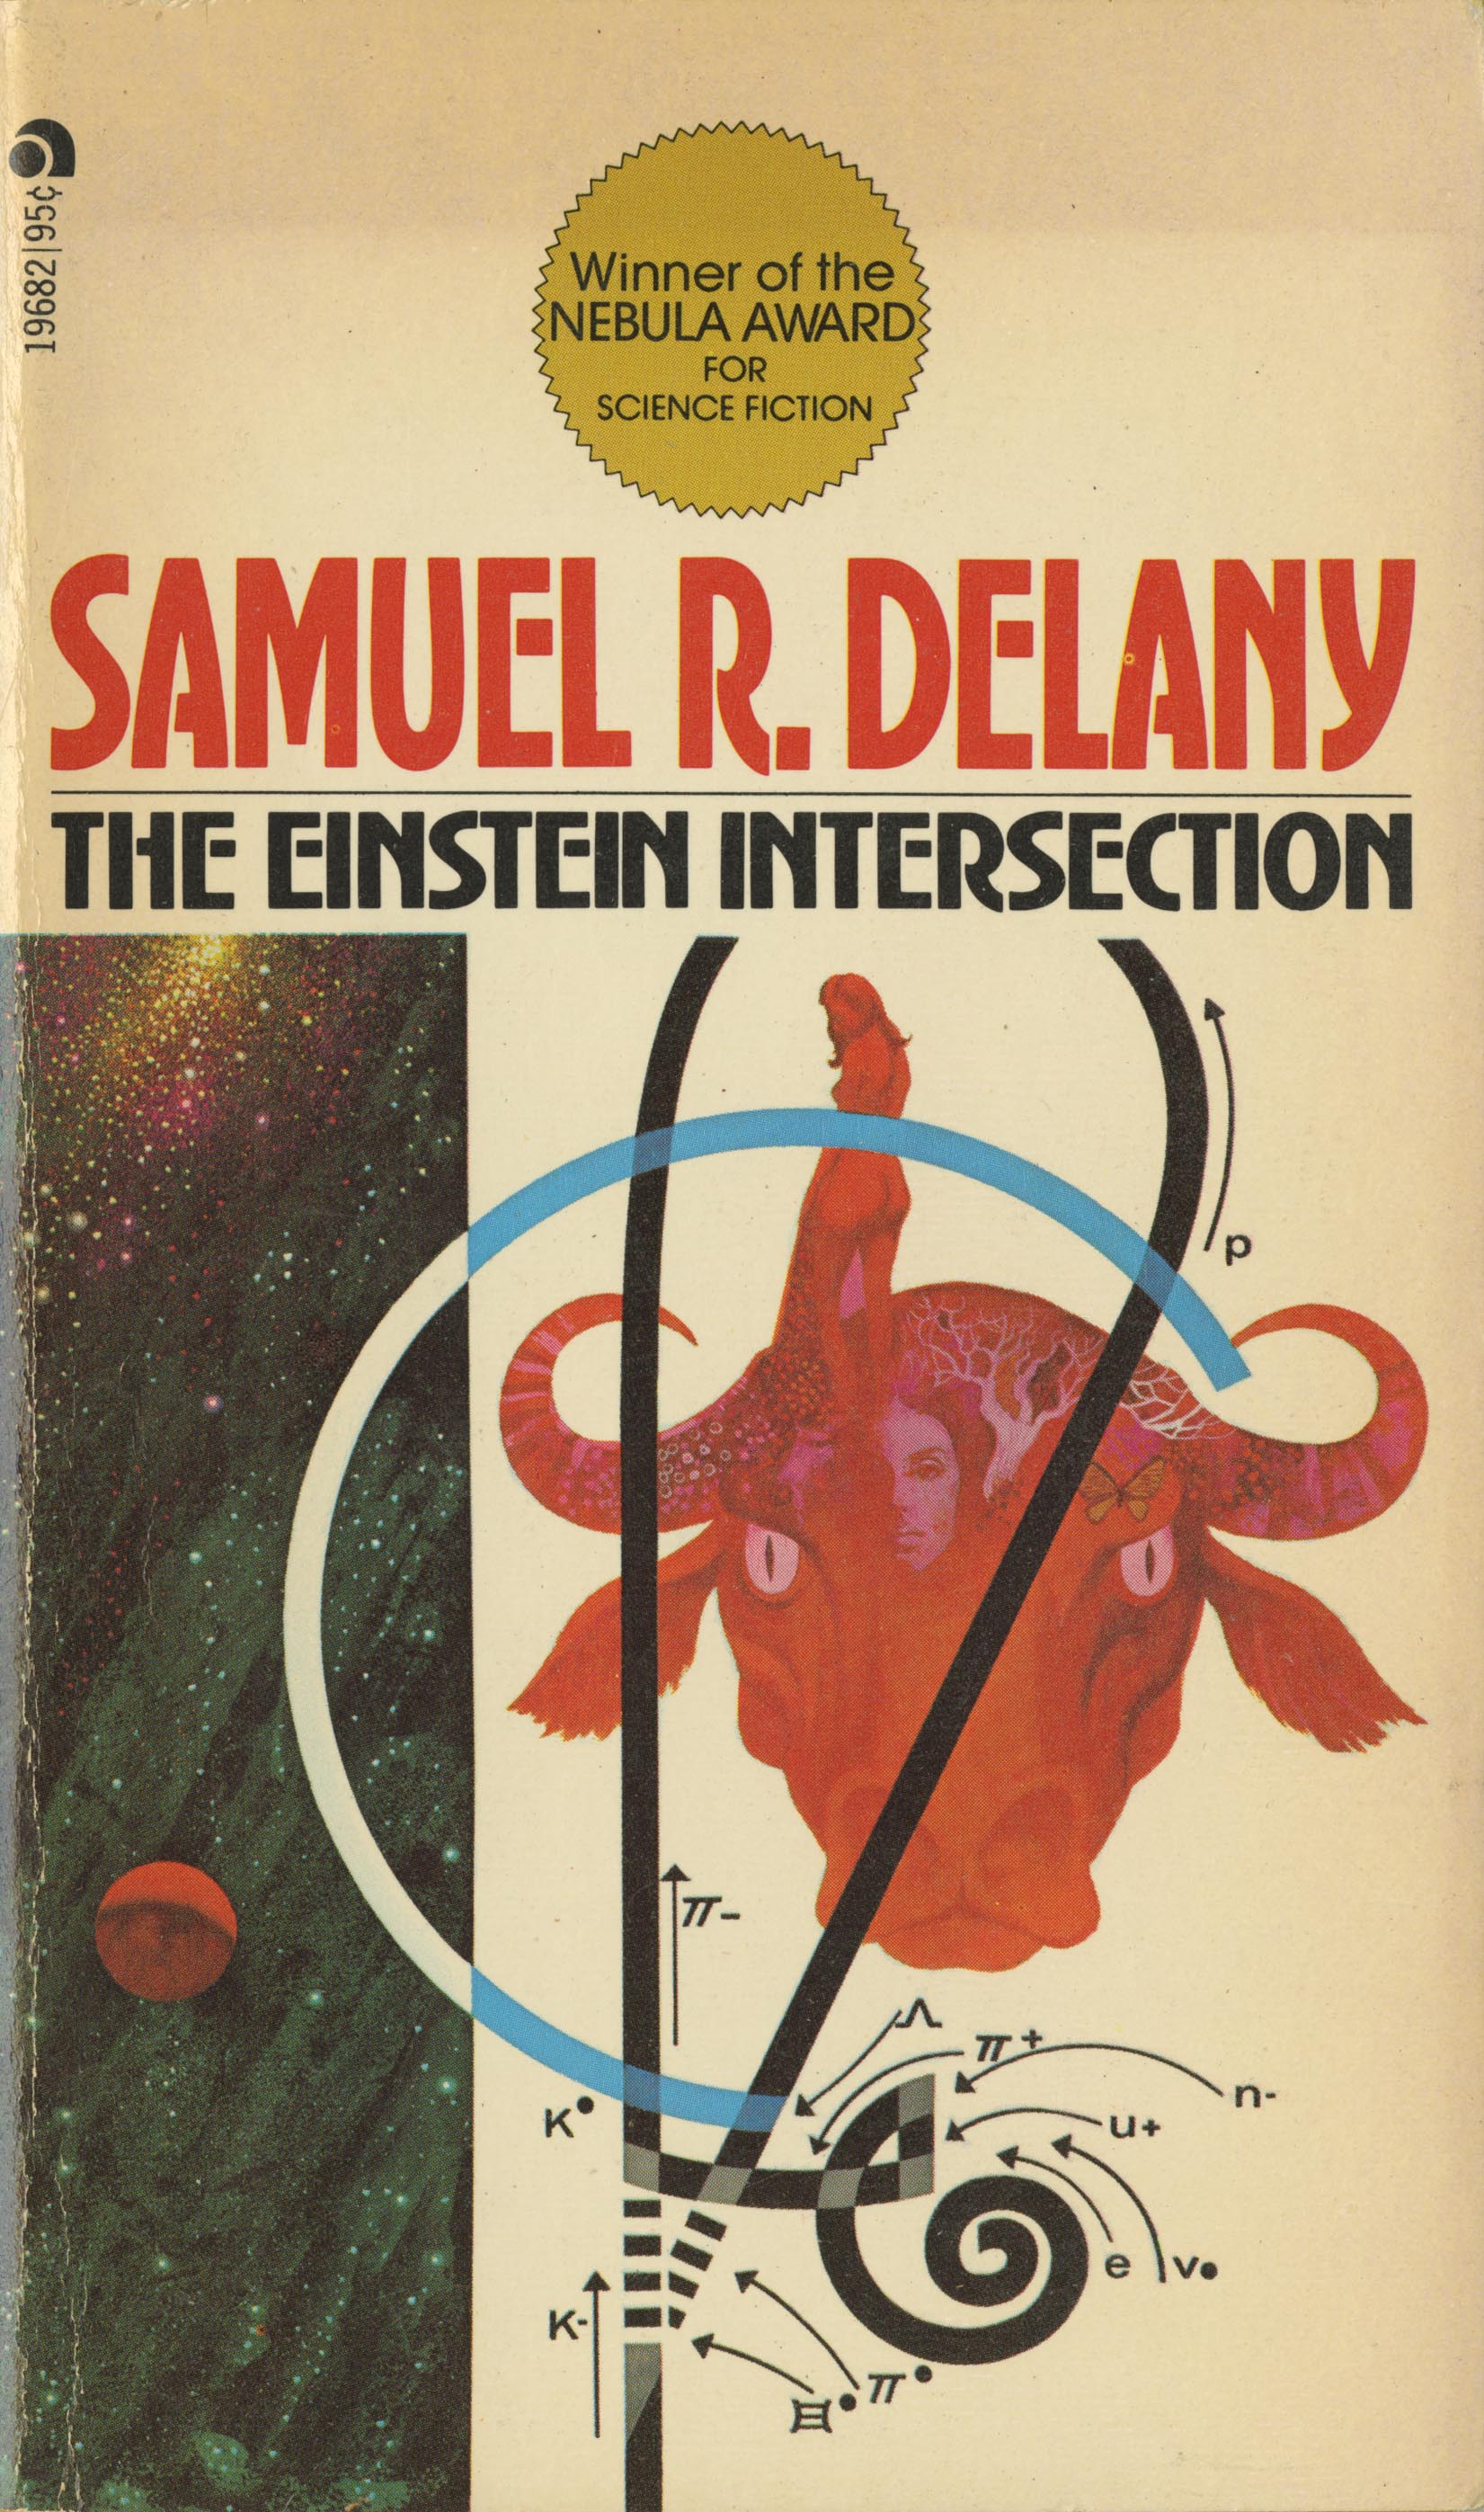 19682|95¢
Winner of the
NEBULA AWARD
FOR
SCIENCE FICTION
SAMUEL R. DELANY
THE EINSTEIN INTERSECTION
p
π-
Λ
π+
n-
K•
u+
e
v•
K-
π•
Ξ•